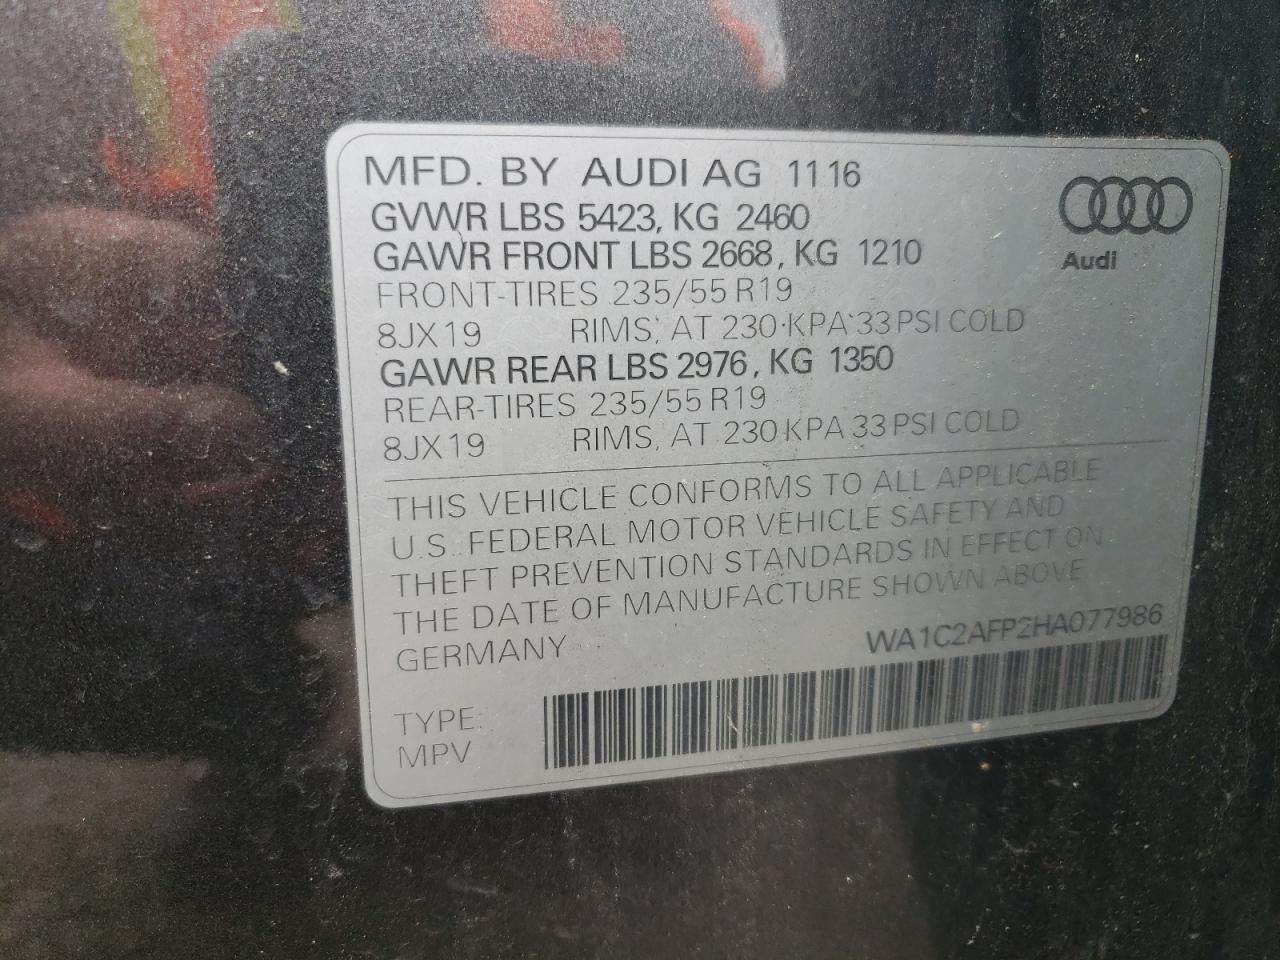 MFD. BY AUDI AG 11 16
GVWR LBS 5423, KG 2460
GAWR FRONT LBS 2668, KG 1210
Audi
FRONT-TIRES 235/55 R19
8JX19 RIMS, AT 230 KPA 33 PSI COLD
GAWR REAR LBS 2976, KG 1350
REAR-TIRES 235/55 R19
8JX19 RIMS, AT 230 KPA 33 PSI COLD
THIS VEHICLE CONFORMS TO ALL APPLICABLE
U.S. FEDERAL MOTOR VEHICLE SAFETY AND
THEFT PREVENTION STANDARDS IN EFFECT ON
THE DATE OF MANUFACTURE SHOWN ABOVE
GERMANY WA1C2AFP2HA077986
TYPE:
MPV